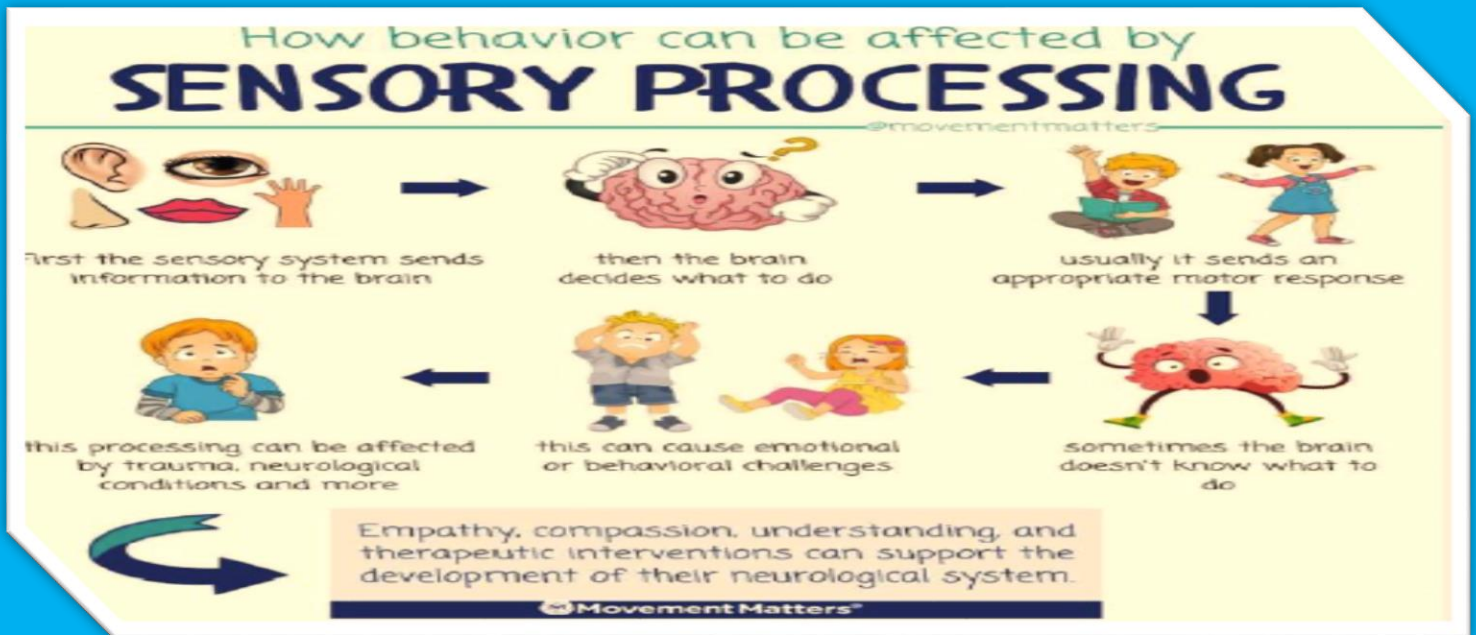 How behavior can be affected by
SENSORY PROCESSING
@movementmatters
First the sensory system sends
information to the brain
then the brain
decides what to do
usually it sends an
appropriate motor response
sometimes the brain
doesn't know what to
do
this can cause emotional
or behavioral challenges
this processing can be affected
by trauma, neurological
conditions and more
Empathy, compassion, understanding, and
therapeutic interventions can support the
development of their neurological system.
Movement Matters®